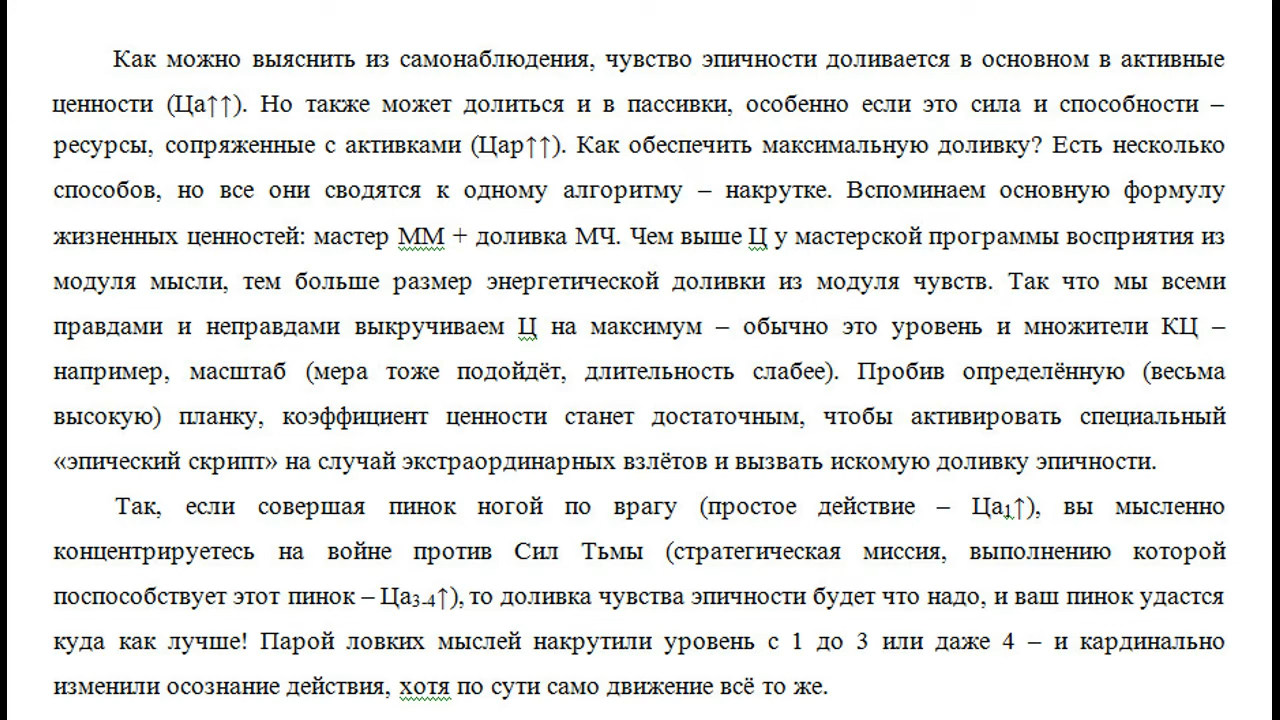 Как можно выяснить из самонаблюдения, чувство эпичности доливается в основном в активные
ценности (Ца↑↑). Но также может долиться и в пассивки, особенно если это сила и способности –
ресурсы, сопряженные с активками (Цар↑↑). Как обеспечить максимальную доливку? Есть несколько
способов, но все они сводятся к одному алгоритму – накрутке. Вспоминаем основную формулу
жизненных ценностей: мастер ММ + доливка МЧ. Чем выше Ц у мастерской программы восприятия из
модуля мысли, тем больше размер энергетической доливки из модуля чувств. Так что мы всеми
правдами и неправдами выкручиваем Ц на максимум – обычно это уровень и множители КЦ –
например, масштаб (мера тоже подойдёт, длительность слабее). Пробив определённую (весьма
высокую) планку, коэффициент ценности станет достаточным, чтобы активировать специальный
«эпический скрипт» на случай экстраординарных взлётов и вызвать искомую доливку эпичности.
Так, если совершая пинок ногой по врагу (простое действие – Ца₁↑), вы мысленно
концентрируетесь на войне против Сил Тьмы (стратегическая миссия, выполнению которой
поспособствует этот пинок – Ца₃₋₄↑), то доливка чувства эпичности будет что надо, и ваш пинок удастся
куда как лучше! Парой ловких мыслей накрутили уровень с 1 до 3 или даже 4 – и кардинально
изменили осознание действия, хотя по сути само движение всё то же.